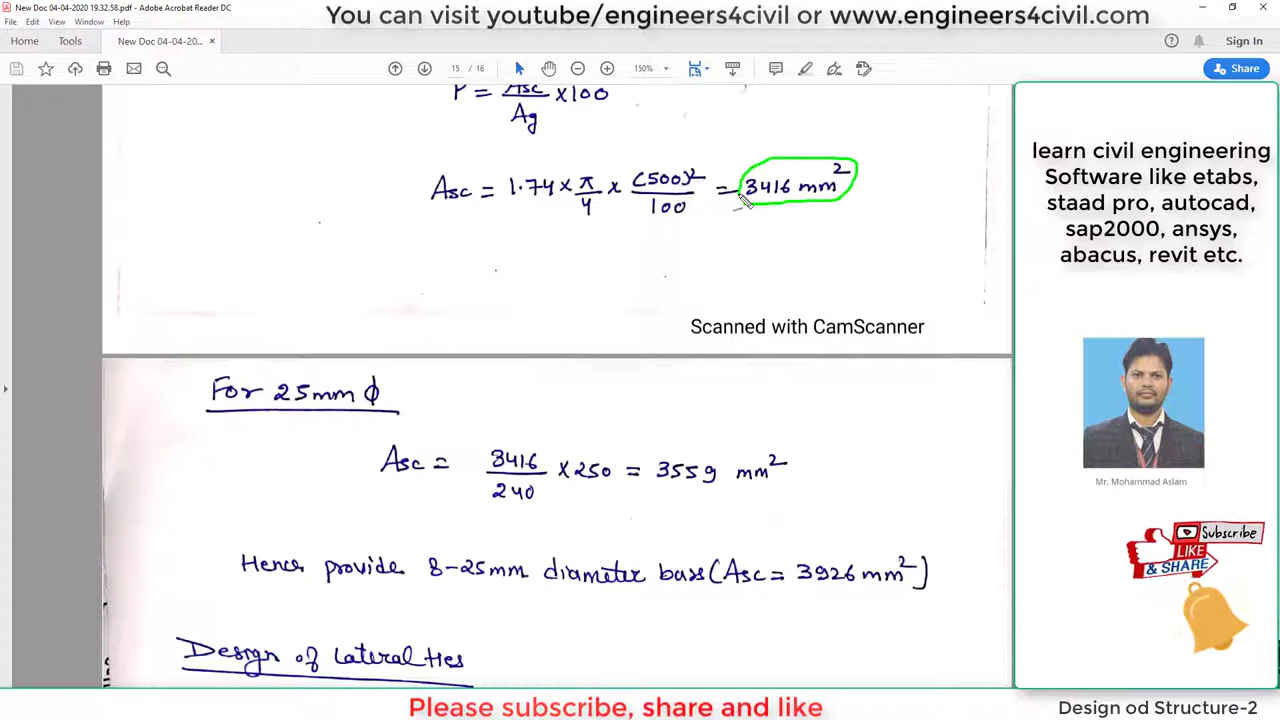 New Doc 04-04-2020 19.32.58.pdf - Adobe Acrobat Reader DC
You can visit youtube/engineers4civil or www.engineers4civil.com
File Edit View Window Help
Home Tools New Doc 04-04-20... × Sign In
15 / 16 150% Share
P = Asc/Ag ×100
Asc = 1.74 × π/4 × (500)²/100 = 3416 mm²
Scanned with CamScanner
For 25mm ϕ
Asc = 3416/240 ×250 = 3559 mm²
Hence provide 8-25mm diameter bars (Asc = 3926 mm²)
Design of Lateral ties
learn civil engineering
Software like etabs,
staad pro, autocad,
sap2000, ansys,
abacus, revit etc.
Mr. Mohammad Aslam
Subscribe
LIKE
& SHARE
Please subscribe, share and like
Design od Structure-2